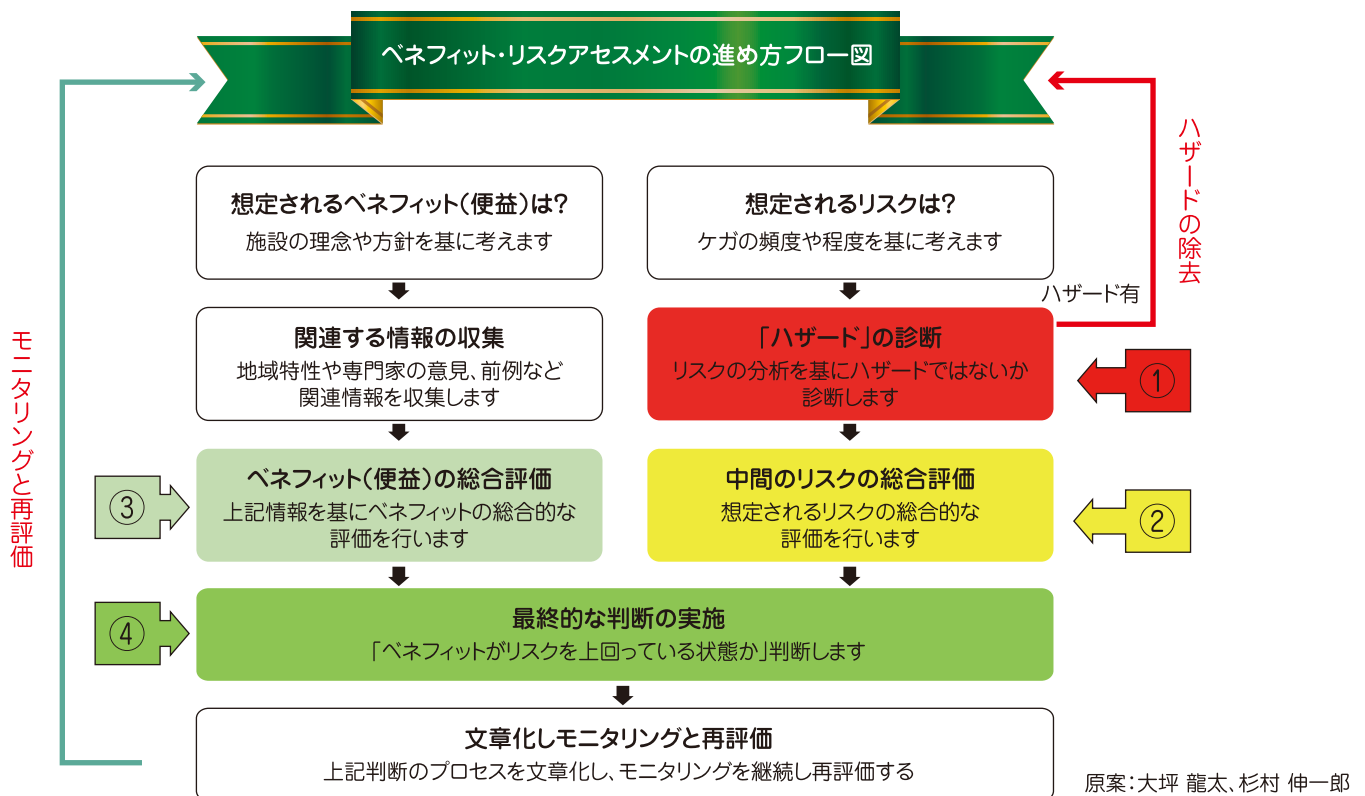 ベネフィット・リスクアセスメントの進め方フロー図
想定されるベネフィット(便益)は?
施設の理念や方針を基に考えます
想定されるリスクは?
ケガの頻度や程度を基に考えます
ハザードの除去
ハザード有
関連する情報の収集
地域特性や専門家の意見、前例など
関連情報を収集します
「ハザード」の診断
リスクの分析を基にハザードではないか
診断します
①
モニタリングと再評価
③
ベネフィット(便益)の総合評価
上記情報を基にベネフィットの総合的な
評価を行います
中間のリスクの総合評価
想定されるリスクの総合的な
評価を行います
②
④
最終的な判断の実施
「ベネフィットがリスクを上回っている状態か」判断します
文章化しモニタリングと再評価
上記判断のプロセスを文章化し、モニタリングを継続し再評価する
原案:大坪 龍太、杉村 伸一郎